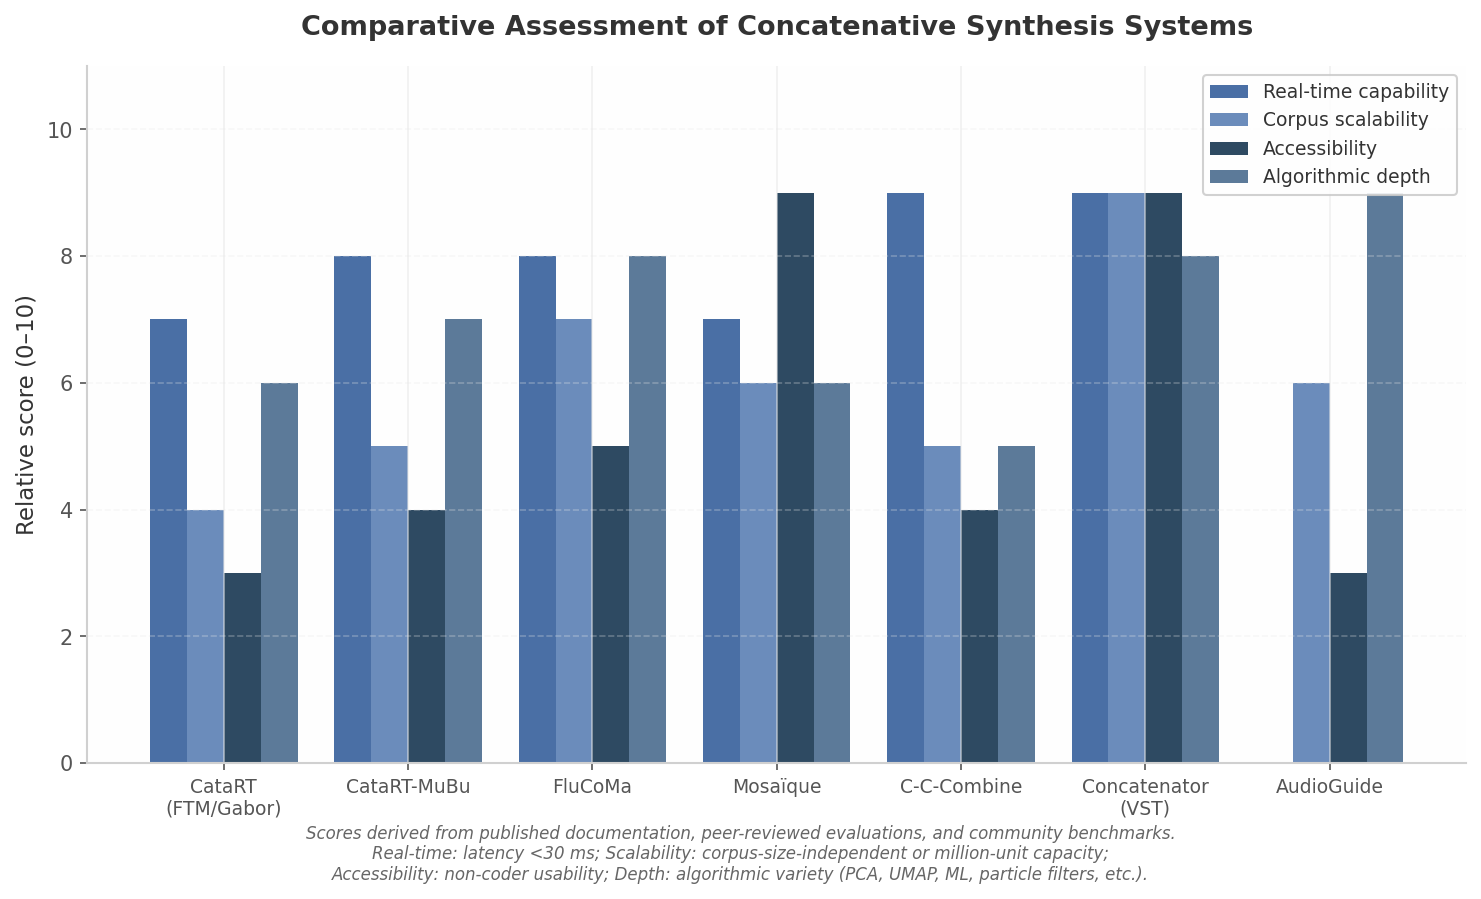 Comparative Assessment of Concatenative Synthesis Systems
Real-time capability
Corpus scalability
Accessibility
Algorithmic depth
Relative score (0–10)
10
8
6
4
2
0
CataRT
(FTM/Gabor)
CataRT-MuBu
FluCoMa
Mosaïque
C-C-Combine
Concatenator
(VST)
AudioGuide
Scores derived from published documentation, peer-reviewed evaluations, and community benchmarks.
Real-time: latency <30 ms; Scalability: corpus-size-independent or million-unit capacity;
Accessibility: non-coder usability; Depth: algorithmic variety (PCA, UMAP, ML, particle filters, etc.).